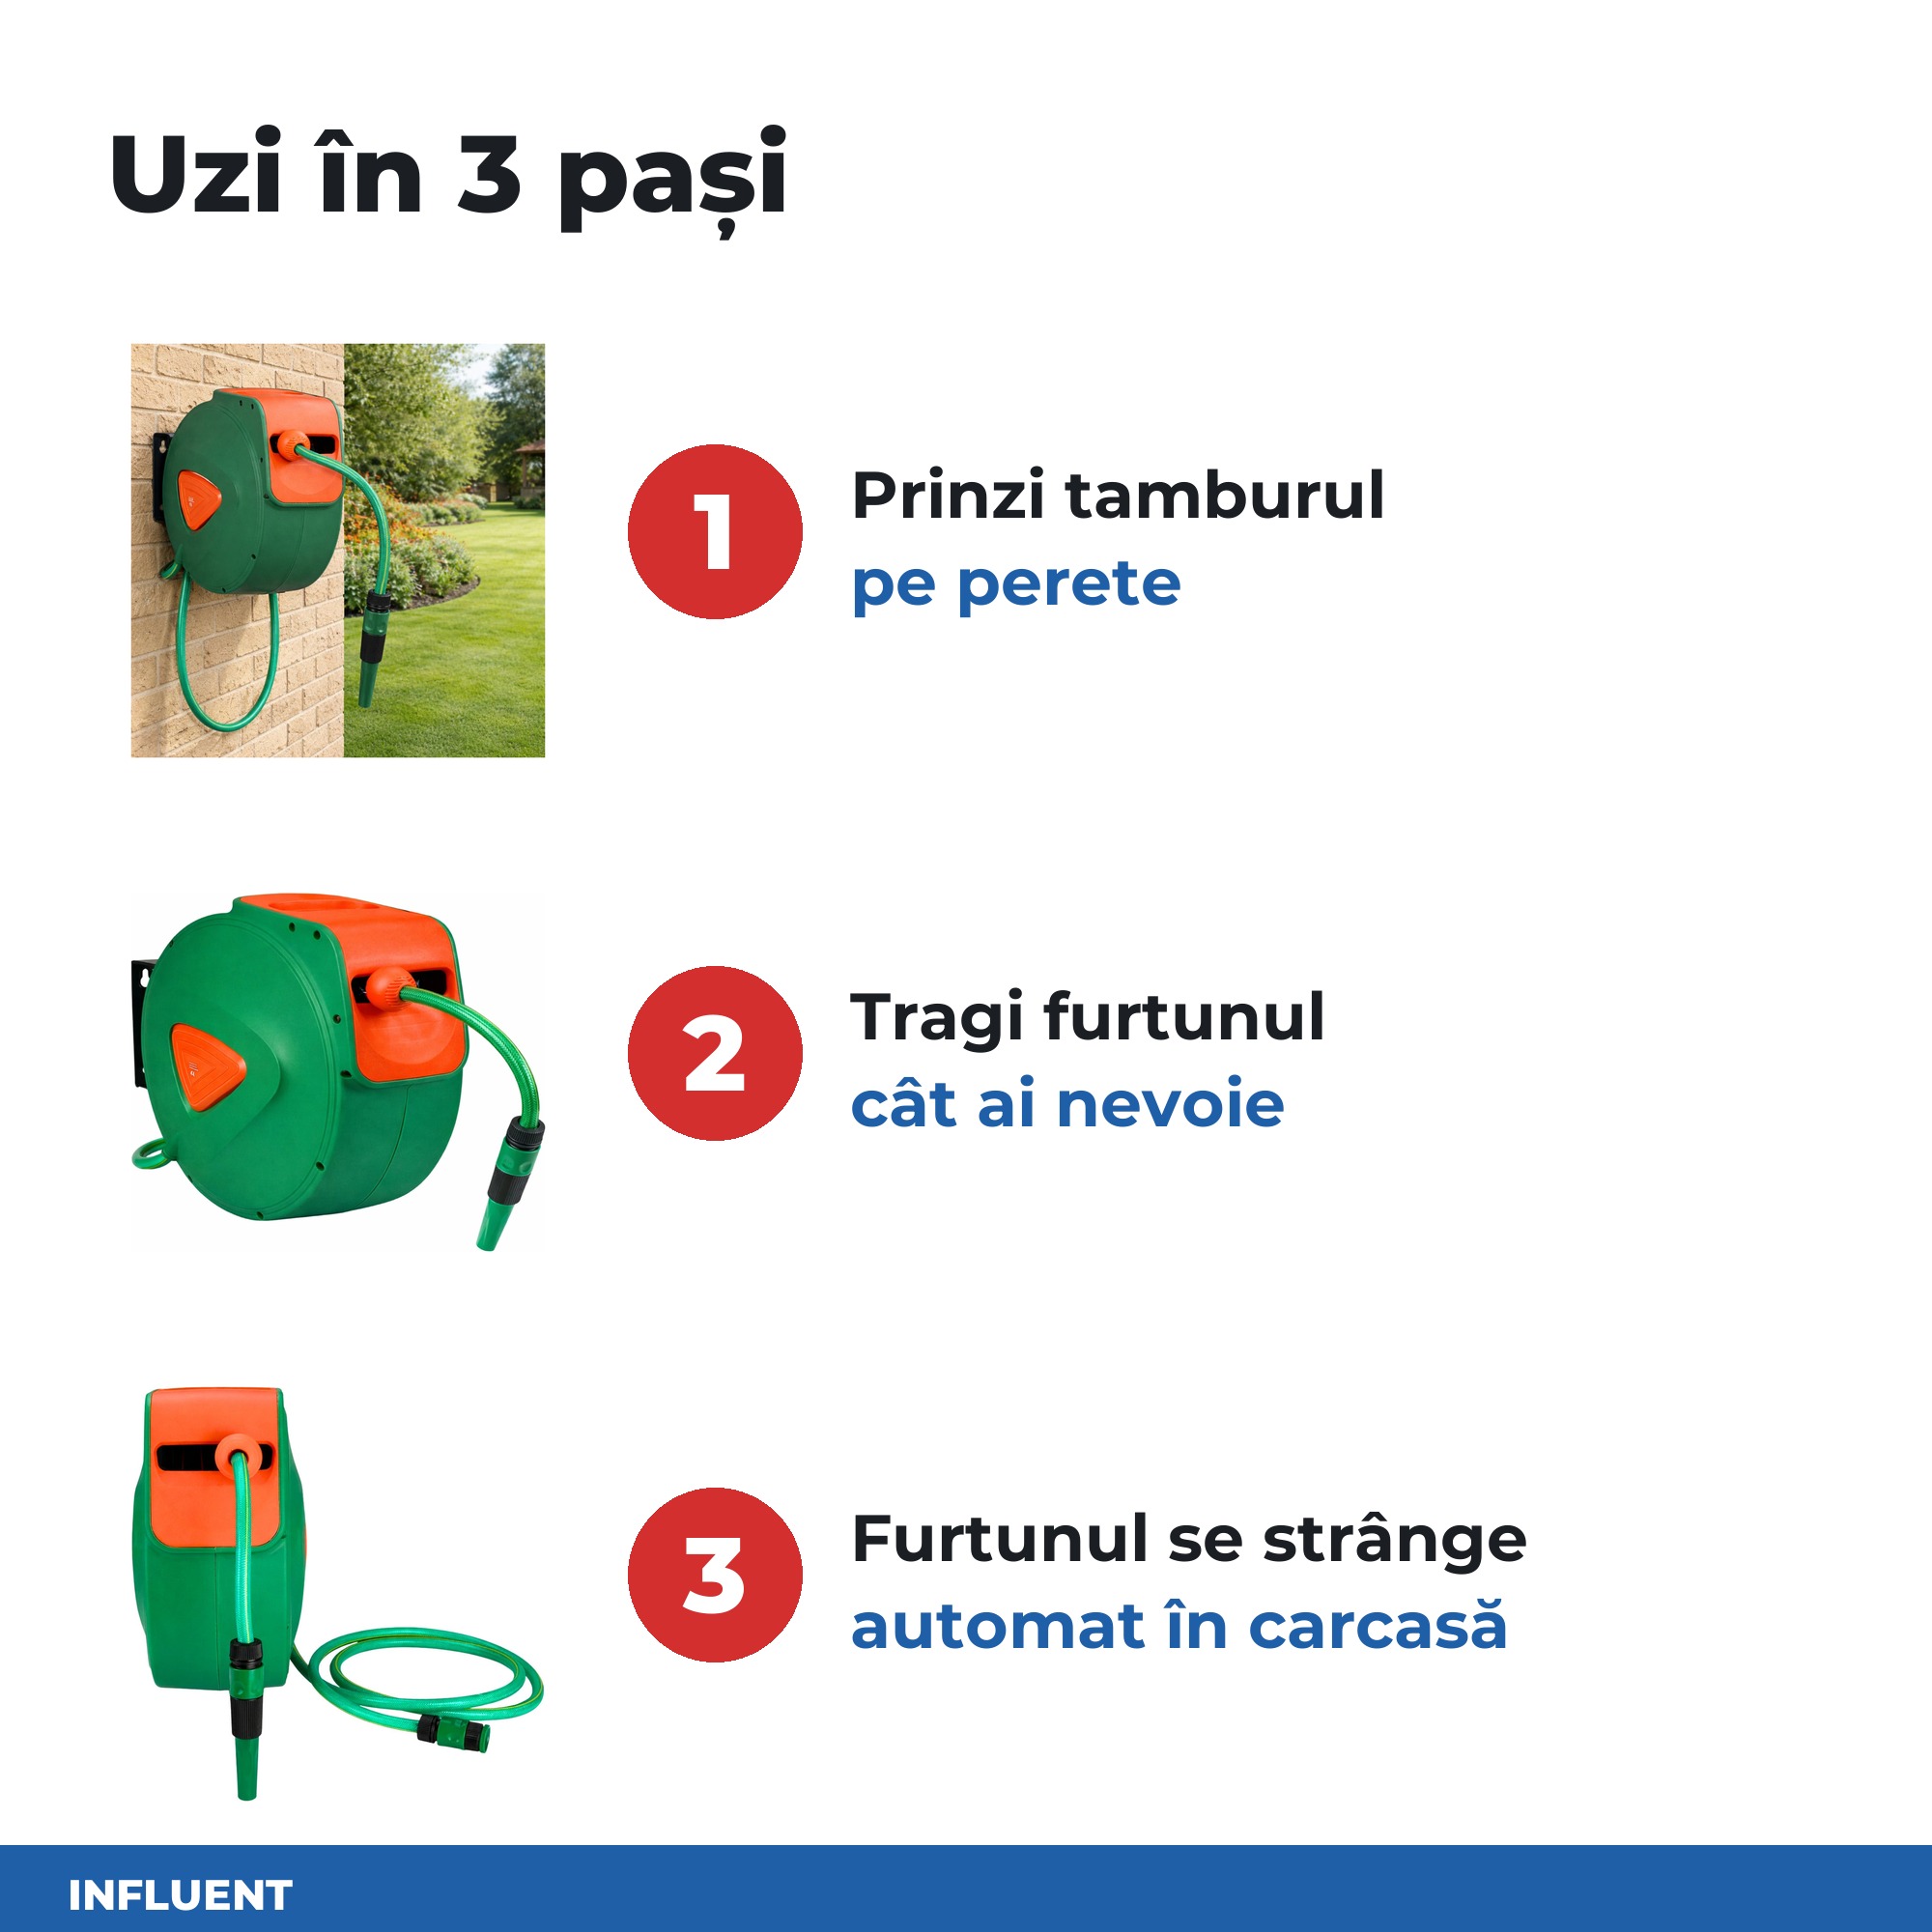 Uzi în 3 pași
1
Prinzi tamburul
pe perete
2
Tragi furtunul
cât ai nevoie
3
Furtunul se strânge
automat în carcasă
INFLUENT